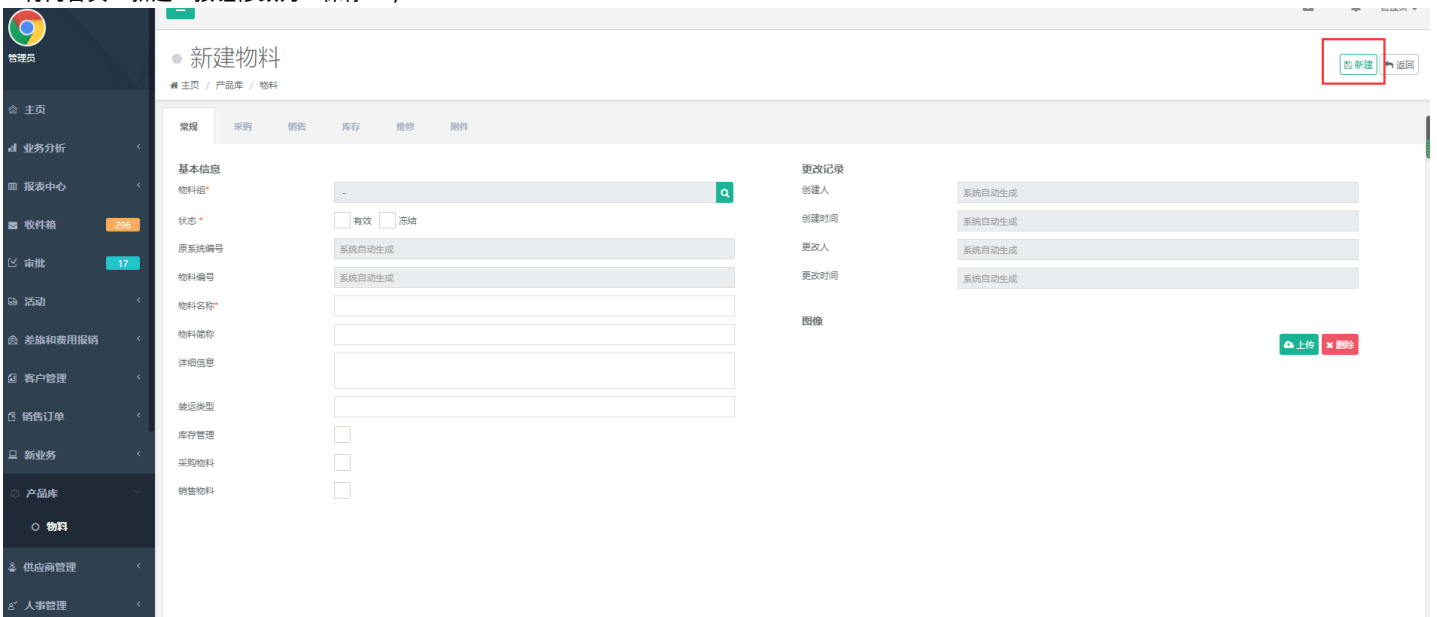 管理员
主页
业务分析
报表中心
收件箱 296
审批 17
活动
差旅和费用报销
客户管理
销售订单
新业务
产品库
物料
供应商管理
人事管理
新建物料
主页 / 产品库 / 物料
新建 返回
常规 采购 销售 库存 维修 附件
基本信息
物料组* -
状态 * 有效 冻结
原系统编号 系统自动生成
物料编号 系统自动生成
物料名称*
物料简称
详细信息
装运类型
库存管理
采购物料
销售物料
更改记录
创建人 系统自动生成
创建时间 系统自动生成
更改人 系统自动生成
更改时间 系统自动生成
图像
上传 删除